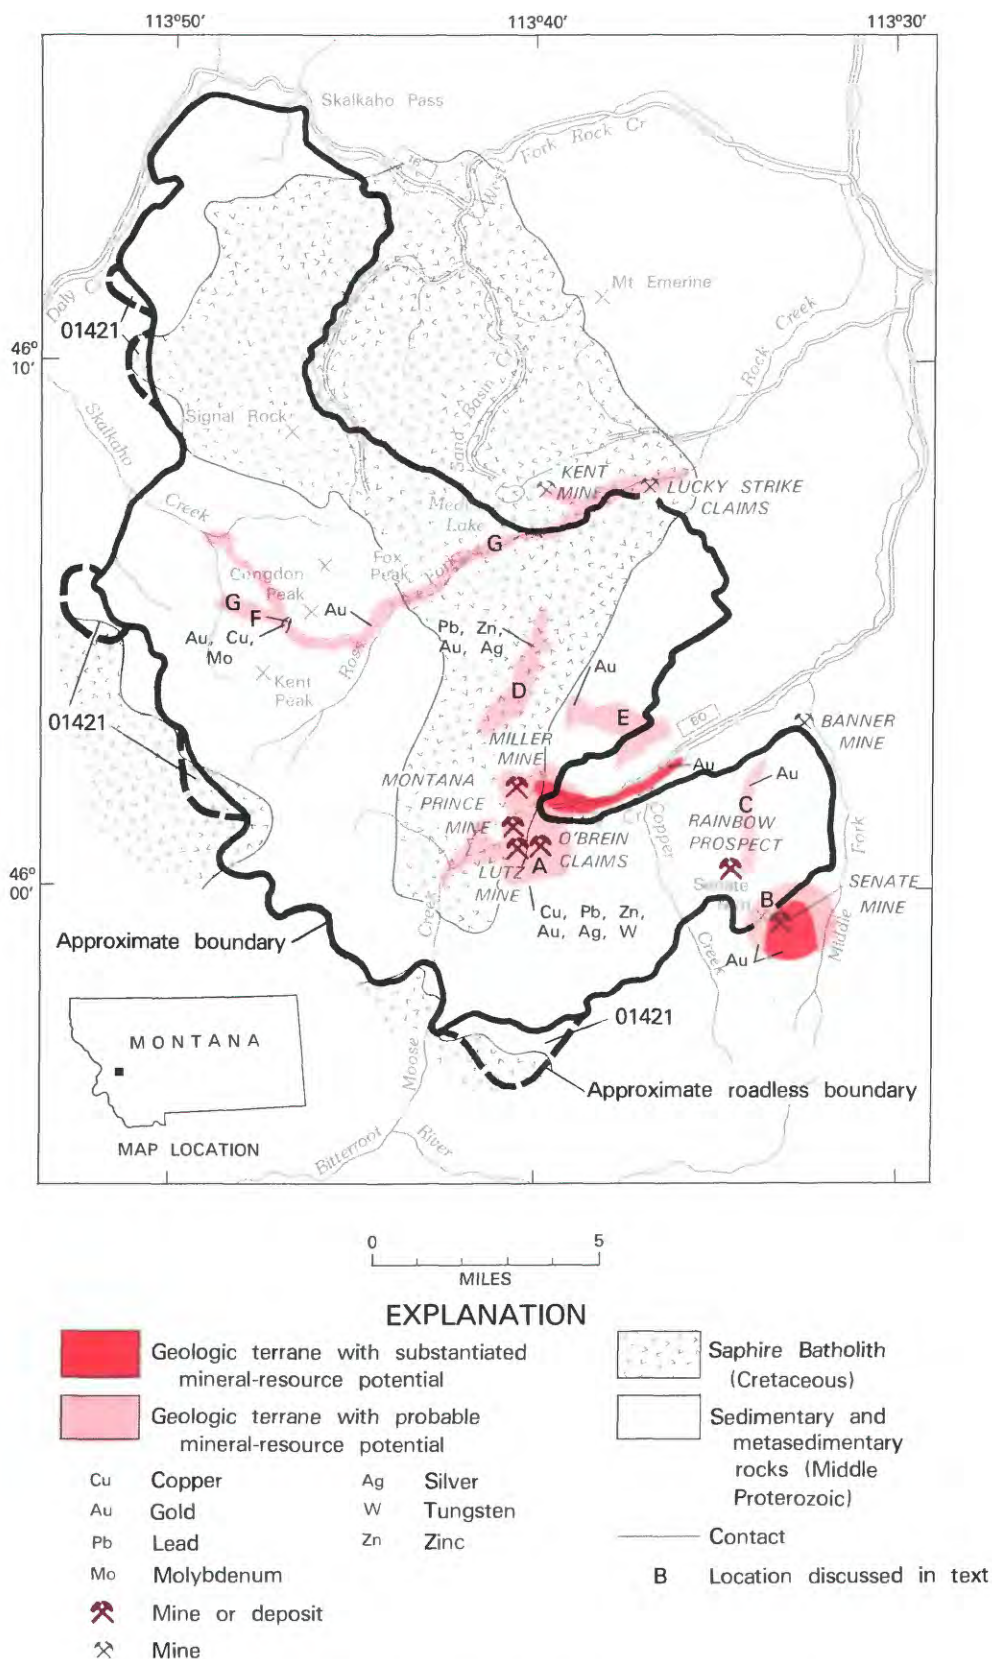 113°50′ 113°40′ 113°30′
Skalkaho Pass
West Fork Rock Cr
Mt Emerine
Daly C
01421
46°
10′
Rock Creek
Sand Basin Cr
Signal Rock
Skalkaho
Creek
KENT
MINE
LUCKY STRIKE
CLAIMS
Lake
G
Fox
Peak
Fork
Congdon
Peak
G
F
Au
Au, Cu,
Mo
Ross
Kent
Peak
Pb, Zn,
Au, Ag
Au
D
E
01421
MILLER
MINE
EO
BANNER
MINE
Au
MONTANA
PRINCE
MINE
Au
C
RAINBOW
PROSPECT
Copper
Cr
O'BREIN
CLAIMS
A
LUTZ
MINE
Fork
46°
00′
Senate
B
SENATE
MINE
Middle
Creek
Cu, Pb, Zn,
Au, Ag, W
Au
Creek
Approximate boundary
01421
MONTANA
Moose
Approximate roadless boundary
MAP LOCATION
Bitterroot River
0 5
MILES
EXPLANATION
Geologic terrane with substantiated
mineral-resource potential
Geologic terrane with probable
mineral-resource potential
Cu Copper
Au Gold
Pb Lead
Mo Molybdenum
Mine or deposit
Mine
Ag Silver
W Tungsten
Zn Zinc
Saphire Batholith
(Cretaceous)
Sedimentary and
metasedimentary
rocks (Middle
Proterozoic)
Contact
B Location discussed in text